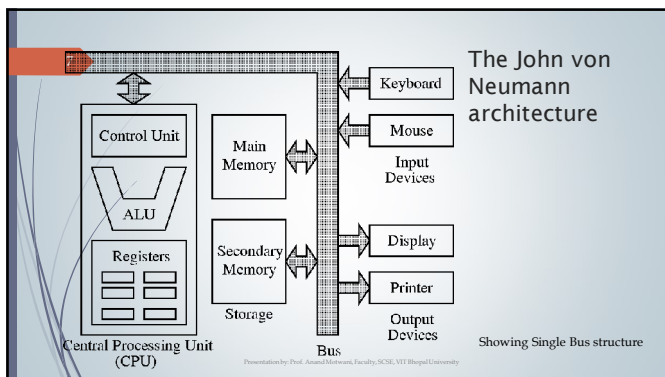 7
The John von
Neumann
architecture
Control Unit
ALU
Registers
Central Processing Unit
(CPU)
Main
Memory
Secondary
Memory
Storage
Bus
Keyboard
Mouse
Input
Devices
Display
Printer
Output
Devices
Showing Single Bus structure
Presentation by: Prof. Anand Motwani, Faculty, SCSE, VIT Bhopal University